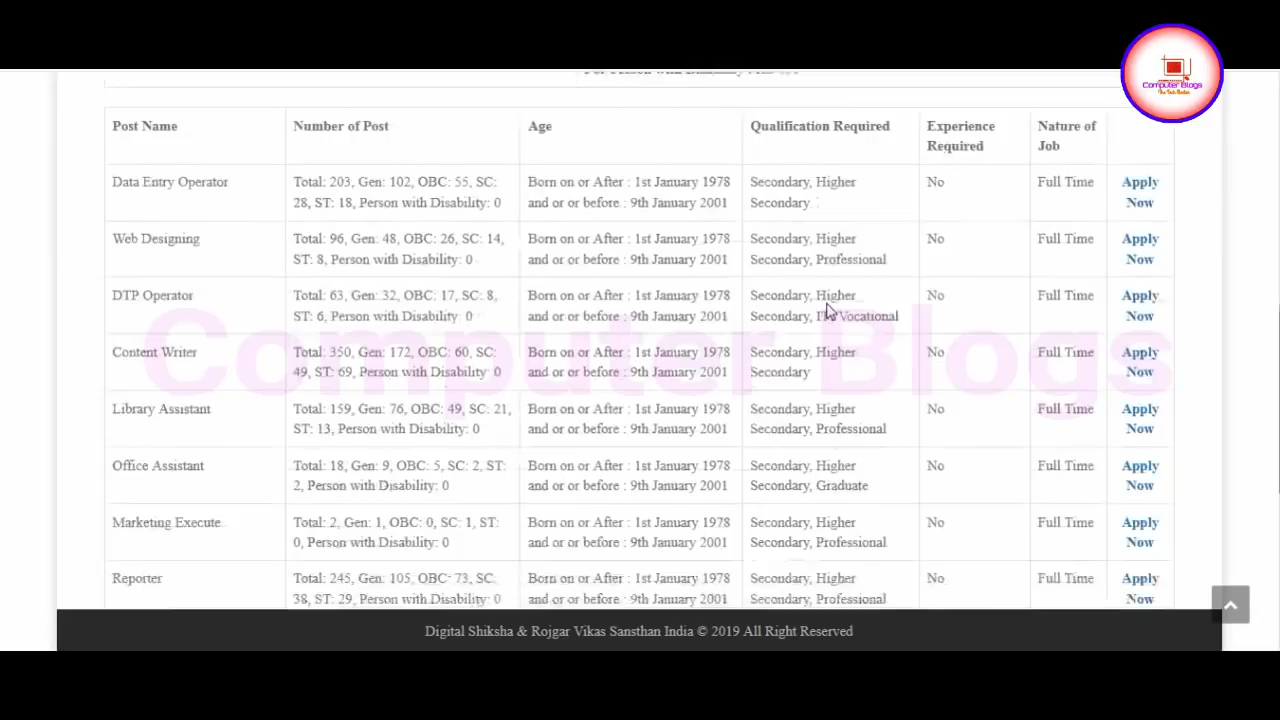 Computer Blogs
Post Name Number of Post Age Qualification Required Experience Required Nature of Job
Data Entry Operator Total: 203, Gen: 102, OBC: 55, SC: 28, ST: 18, Person with Disability: 0 Born on or After : 1st January 1978 and or or before : 9th January 2001 Secondary, Higher Secondary No Full Time Apply Now
Web Designing Total: 96, Gen: 48, OBC: 26, SC: 14, ST: 8, Person with Disability: 0 Born on or After : 1st January 1978 and or or before : 9th January 2001 Secondary, Higher Secondary, Professional No Full Time Apply Now
DTP Operator Total: 63, Gen: 32, OBC: 17, SC: 8, ST: 6, Person with Disability: 0 Born on or After : 1st January 1978 and or or before : 9th January 2001 Secondary, Higher Secondary, Vocational No Full Time Apply Now
Content Writer Total: 350, Gen: 172, OBC: 60, SC: 49, ST: 69, Person with Disability: 0 Born on or After : 1st January 1978 and or or before : 9th January 2001 Secondary, Higher Secondary No Full Time Apply Now
Library Assistant Total: 159, Gen: 76, OBC: 49, SC: 21, ST: 13, Person with Disability: 0 Born on or After : 1st January 1978 and or or before : 9th January 2001 Secondary, Higher Secondary, Professional No Full Time Apply Now
Office Assistant Total: 18, Gen: 9, OBC: 5, SC: 2, ST: 2, Person with Disability: 0 Born on or After : 1st January 1978 and or or before : 9th January 2001 Secondary, Higher Secondary, Graduate No Full Time Apply Now
Marketing Execute Total: 2, Gen: 1, OBC: 0, SC: 1, ST: 0, Person with Disability: 0 Born on or After : 1st January 1978 and or or before : 9th January 2001 Secondary, Higher Secondary, Professional No Full Time Apply Now
Reporter Total: 245, Gen: 105, OBC: 73, SC: 38, ST: 29, Person with Disability: 0 Born on or After : 1st January 1978 and or or before : 9th January 2001 Secondary, Higher Secondary, Professional No Full Time Apply Now
Computer Blogs
Digital Shiksha & Rojgar Vikas Sansthan India © 2019 All Right Reserved